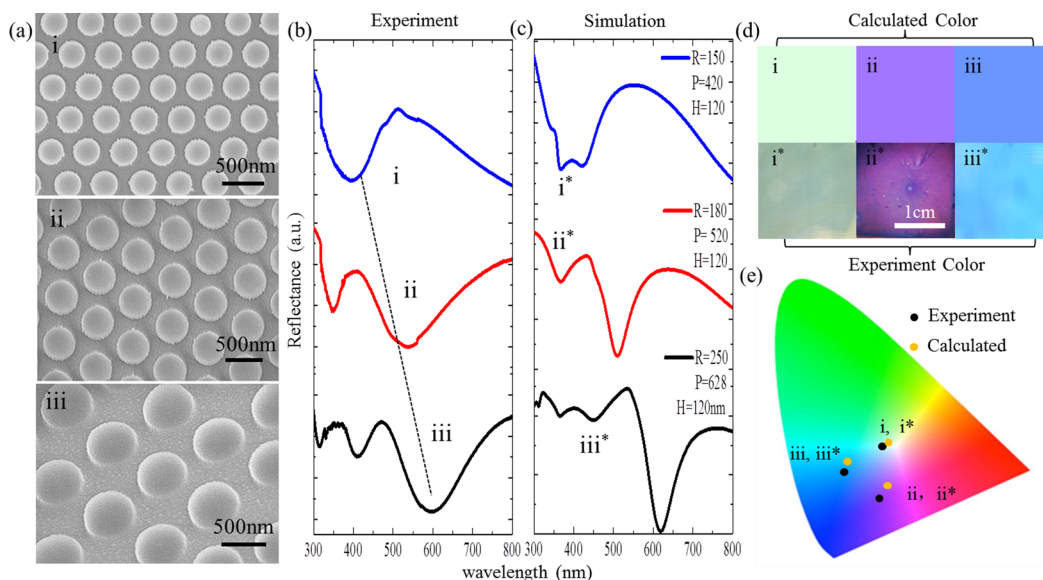 (a)
i
500nm
ii
500nm
iii
500nm
(b)
Experiment
Reflectance (a.u.)
i
ii
iii
300 400 500 600 700 800
wavelength (nm)
(c)
Simulation
R=150
P=420
H=120
i*
R=180
P= 520
H=120
ii*
R=250
P=628
H=120nm
iii*
300 400 500 600 700 800
(d)
Calculated Color
i ii iii
i* ii* iii*
1cm
Experiment Color
(e)
Experiment
Calculated
i, i*
iii, iii*
ii, ii*